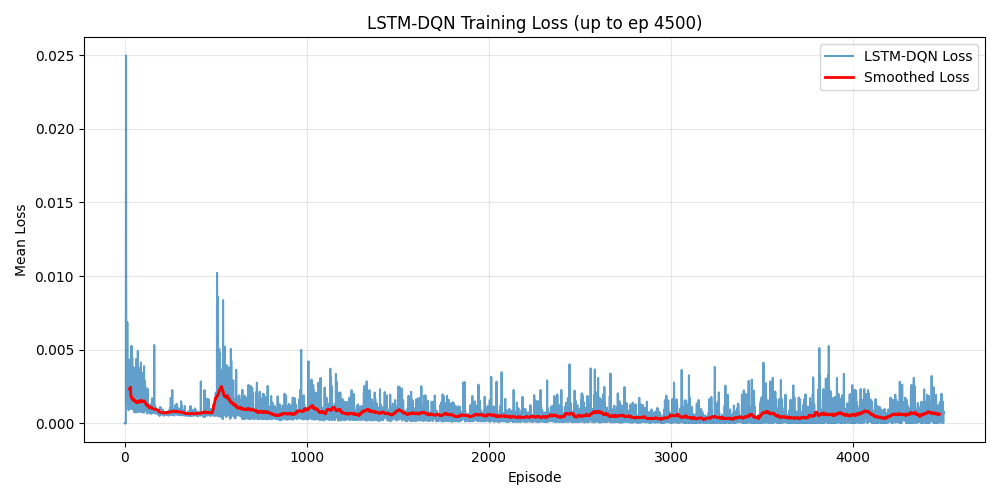 LSTM-DQN Training Loss (up to ep 4500)
LSTM-DQN Loss
Smoothed Loss
Mean Loss
0.025
0.020
0.015
0.010
0.005
0.000
0 1000 2000 3000 4000
Episode